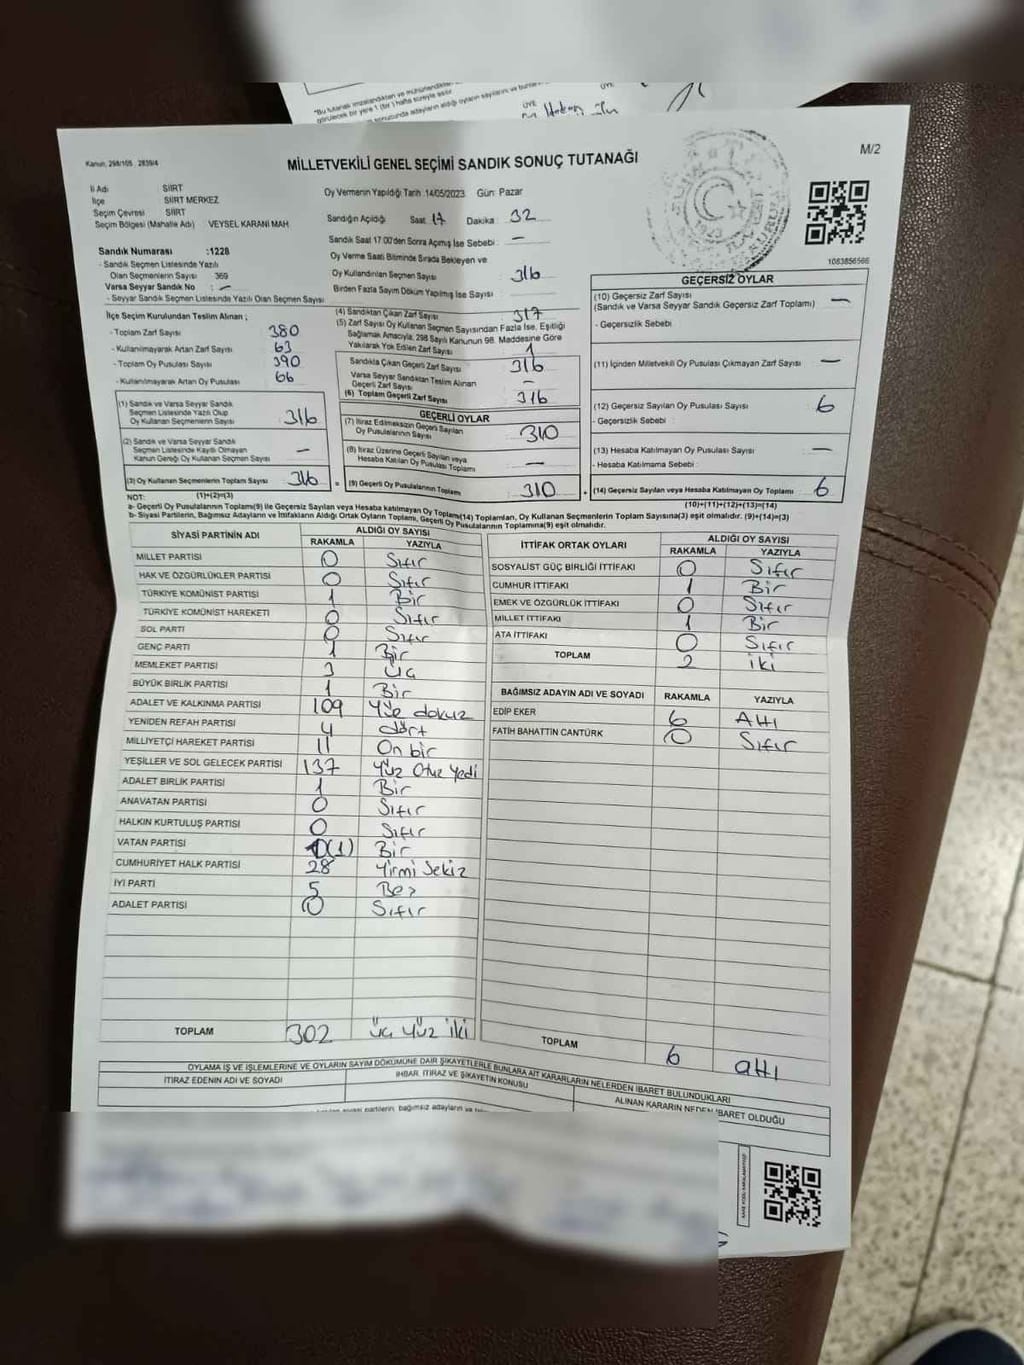 *Bu tutanak imzalandıktan ve mühürlendikten
görülecek bir yere 1 (bir) hafta süreyle asılır.
ÜYE
Kanun, 298/105 , 2839/4
MİLLETVEKİLİ GENEL SEÇİMİ SANDIK SONUÇ TUTANAĞI
M/2
İl Adı SİİRT
İlçe SİİRT MERKEZ
Seçim Çevresi SİİRT
Seçim Bölgesi (Mahalle Adı) VEYSEL KARANİ MAH
Oy Vermenin Yapıldığı Tarih :14/05/2023 Gün: Pazar
Sandığın Açıldığı Saat: 17 Dakika: 32
Sandık Saat 17:00'den Sonra Açılmış İse Sebebi : —
Oy Verme Saati Bitiminde Sırada Bekleyen ve
Oy Kullandırılan Seçmen Sayısı 316
Birden Fazla Sayım Döküm Yapılmış İse Sayısı :
1083856566
Sandık Numarası :1228
- Sandık Seçmen Listesinde Yazılı
Olan Seçmenlerin Sayısı 369
Varsa Seyyar Sandık No : —
- Seyyar Sandık Seçmen Listesinde Yazılı Olan Seçmen Sayısı
İlçe Seçim Kurulundan Teslim Alınan ;
- Toplam Zarf Sayısı : 380
- Kullanılmayarak Artan Zarf Sayısı : 63
- Toplam Oy Pusulası Sayısı : 390
- Kullanılmayarak Artan Oy Pusulası : 66
(1) Sandık ve Varsa Seyyar Sandık
Seçmen Listesinde Yazılı Olup
Oy Kullanan Seçmenlerin Sayısı 316
(2) Sandık ve Varsa Seyyar Sandık
Seçmen Listesinde Kayıtlı Olmayan
Kanun Gereği Oy Kullanan Seçmen Sayısı —
(3) Oy Kullanan Seçmenlerin Toplam Sayısı 316
(1)+(2)=(3)
(4) Sandıktan Çıkan Zarf Sayısı : 317
(5) Zarf Sayısı Oy Kullanan Seçmen Sayısından Fazla İse, Eşitliği
Sağlamak Amacıyla; 298 Sayılı Kanunun 98. Maddesine Göre
Yakılarak Yok Edilen Zarf Sayısı 1
Sandıkta Çıkan Geçerli Zarf Sayısı 316
Varsa Seyyar Sandıktan Teslim Alınan
Geçerli Zarf Sayısı —
(6) Toplam Geçerli Zarf Sayısı 316
GEÇERLİ OYLAR
(7) İtiraz Edilmeksizin Geçerli Sayılan
Oy Pusulalarının Sayısı 310
(8) İtiraz Üzerine Geçerli Sayılan veya
Hesaba Katılan Oy Pusulası Toplamı —
= (9) Geçerli Oy Pusulalarının Toplamı 310
GEÇERSİZ OYLAR
(10) Geçersiz Zarf Sayısı
(Sandık ve Varsa Seyyar Sandık Geçersiz Zarf Toplamı) —
- Geçersizlik Sebebi :
(11) İçinden Milletvekili Oy Pusulası Çıkmayan Zarf Sayısı —
(12) Geçersiz Sayılan Oy Pusulası Sayısı 6
- Geçersizlik Sebebi :
(13) Hesaba Katılmayan Oy Pusulası Sayısı —
- Hesaba Katılmama Sebebi :
+ (14) Geçersiz Sayılan veya Hesaba Katılmayan Oy Toplamı 6
(10)+(11)+(12)+(13)=(14)
NOT:
a- Geçerli Oy Pusulaları Toplamı(9) ile Geçersiz Sayılan veya Hesaba Katılmayan Oy Toplamı(14) Toplamları, Oy Kullanan Seçmenlerin Toplam Sayısına(3) eşit olmalıdır. (9)+(14)=(3)
b- Siyasi Partilerin, Bağımsız Adayların ve İttifakların Aldığı Ortak Oyların Toplamı, Geçerli Oy Pusulalarının Toplamına(9) eşit olmalıdır.
SİYASİ PARTİNİN ADI ALDIĞI OY SAYISI
RAKAMLA YAZIYLA
MİLLET PARTİSİ 0 Sıfır
HAK VE ÖZGÜRLÜKLER PARTİSİ 0 Sıfır
TÜRKİYE KOMÜNİST PARTİSİ 1 Bir
TÜRKİYE KOMÜNİST HAREKETİ 0 Sıfır
SOL PARTİ 0 Sıfır
GENÇ PARTİ 1 Bir
MEMLEKET PARTİSİ 3 Üç
BÜYÜK BİRLİK PARTİSİ 1 Bir
ADALET VE KALKINMA PARTİSİ 109 Yüz dokuz
YENİDEN REFAH PARTİSİ 4 dört
MİLLİYETÇİ HAREKET PARTİSİ 11 On bir
YEŞİLLER VE SOL GELECEK PARTİSİ 137 Yüz Otuz Yedi
ADALET BİRLİK PARTİSİ 1 Bir
ANAVATAN PARTİSİ 0 Sıfır
HALKIN KURTULUŞ PARTİSİ 0 Sıfır
VATAN PARTİSİ (1) Bir
CUMHURİYET HALK PARTİSİ 28 Yirmi Sekiz
İYİ PARTİ 5 Beş
ADALET PARTİSİ 0 Sıfır
TOPLAM 302 Üç Yüz İki
İTTİFAK ORTAK OYLARI ALDIĞI OY SAYISI
RAKAMLA YAZIYLA
SOSYALİST GÜÇ BİRLİĞİ İTTİFAKI 0 Sıfır
CUMHUR İTTİFAKI 1 Bir
EMEK VE ÖZGÜRLÜK İTTİFAKI 0 Sıfır
MİLLET İTTİFAKI 1 Bir
ATA İTTİFAKI 0 Sıfır
TOPLAM 2 iki
BAĞIMSIZ ADAYIN ADI VE SOYADI RAKAMLA YAZIYLA
EDİP EKER 6 Altı
FATİH BAHATTİN CANTÜRK 0 Sıfır
TOPLAM 6 altı
OYLAMA İŞ VE İŞLEMLERİNE VE OYLARIN SAYIM DÖKÜMÜNE DAİR ŞİKAYETLERLE BUNLARA AİT KARARLARIN NELERDEN İBARET BULUNDUKLARI
İTİRAZ EDENİN ADI VE SOYADI
İHBAR, İTİRAZ VE ŞİKAYETİN KONUSU
ALINAN KARARIN NEDEN İBARET OLDUĞU